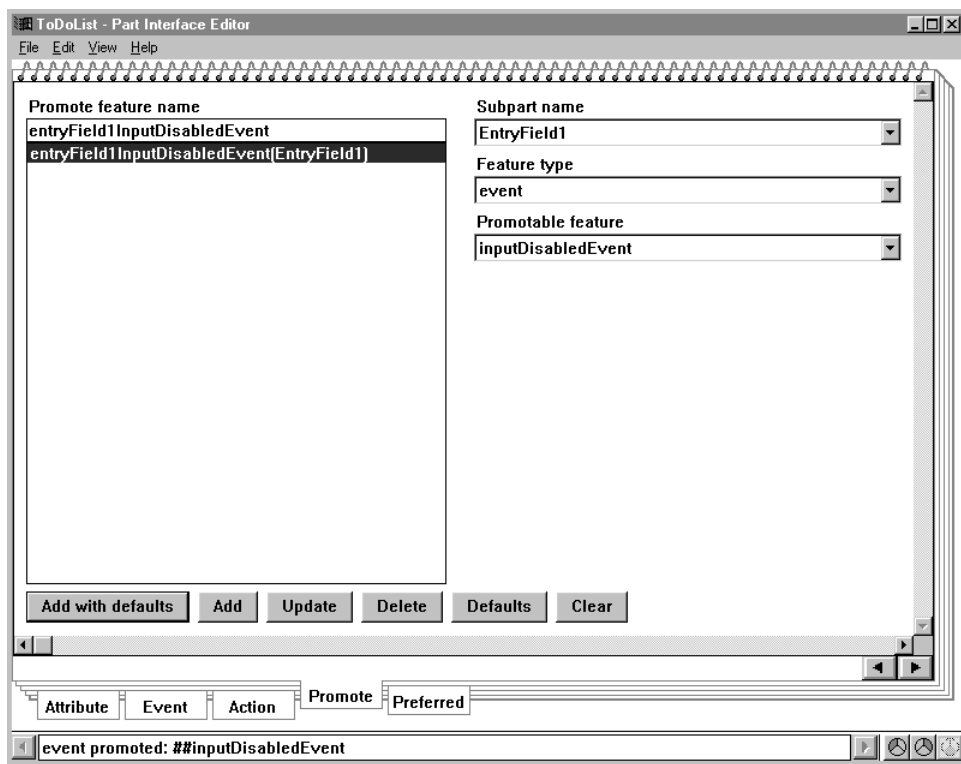 ToDoList - Part Interface Editor
File Edit View Help
Promote feature name
entryField1InputDisabledEvent
entryField1InputDisabledEvent(EntryField1)
Subpart name
EntryField1
Feature type
event
Promotable feature
inputDisabledEvent
Add with defaults Add Update Delete Defaults Clear
Attribute Event Action Promote Preferred
event promoted: ##inputDisabledEvent